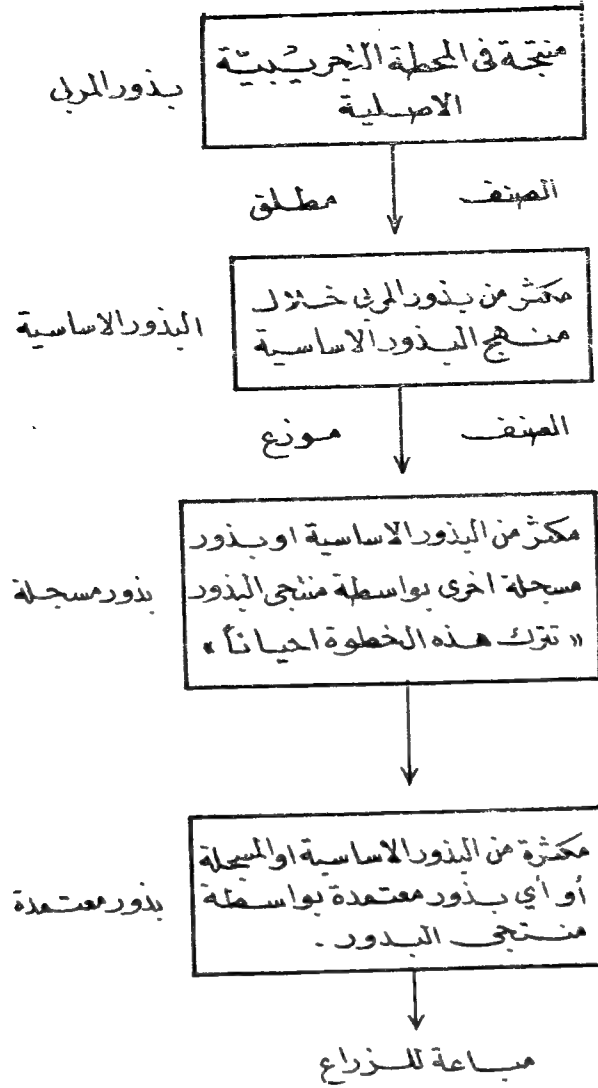 منتجة في المحطة التجريبيّة
الاصلية
بذور المربي
الصنف مطلق
مكثر من بذور المربي خلال
منهج البذور الاساسية
البذور الاساسية
الصنف موزع
مكثر من البذور الاساسية او بذور
مسجلة اخرى بواسطة منتجي البذور
« تترك هذه الخطوة احياناً »
بذور مسجلة
مكثرة من البذور الاساسية او المسجلة
أو أي بذور معتمدة بواسطة
منتجي البدور .
بذور معتمدة
مباعة للزراع